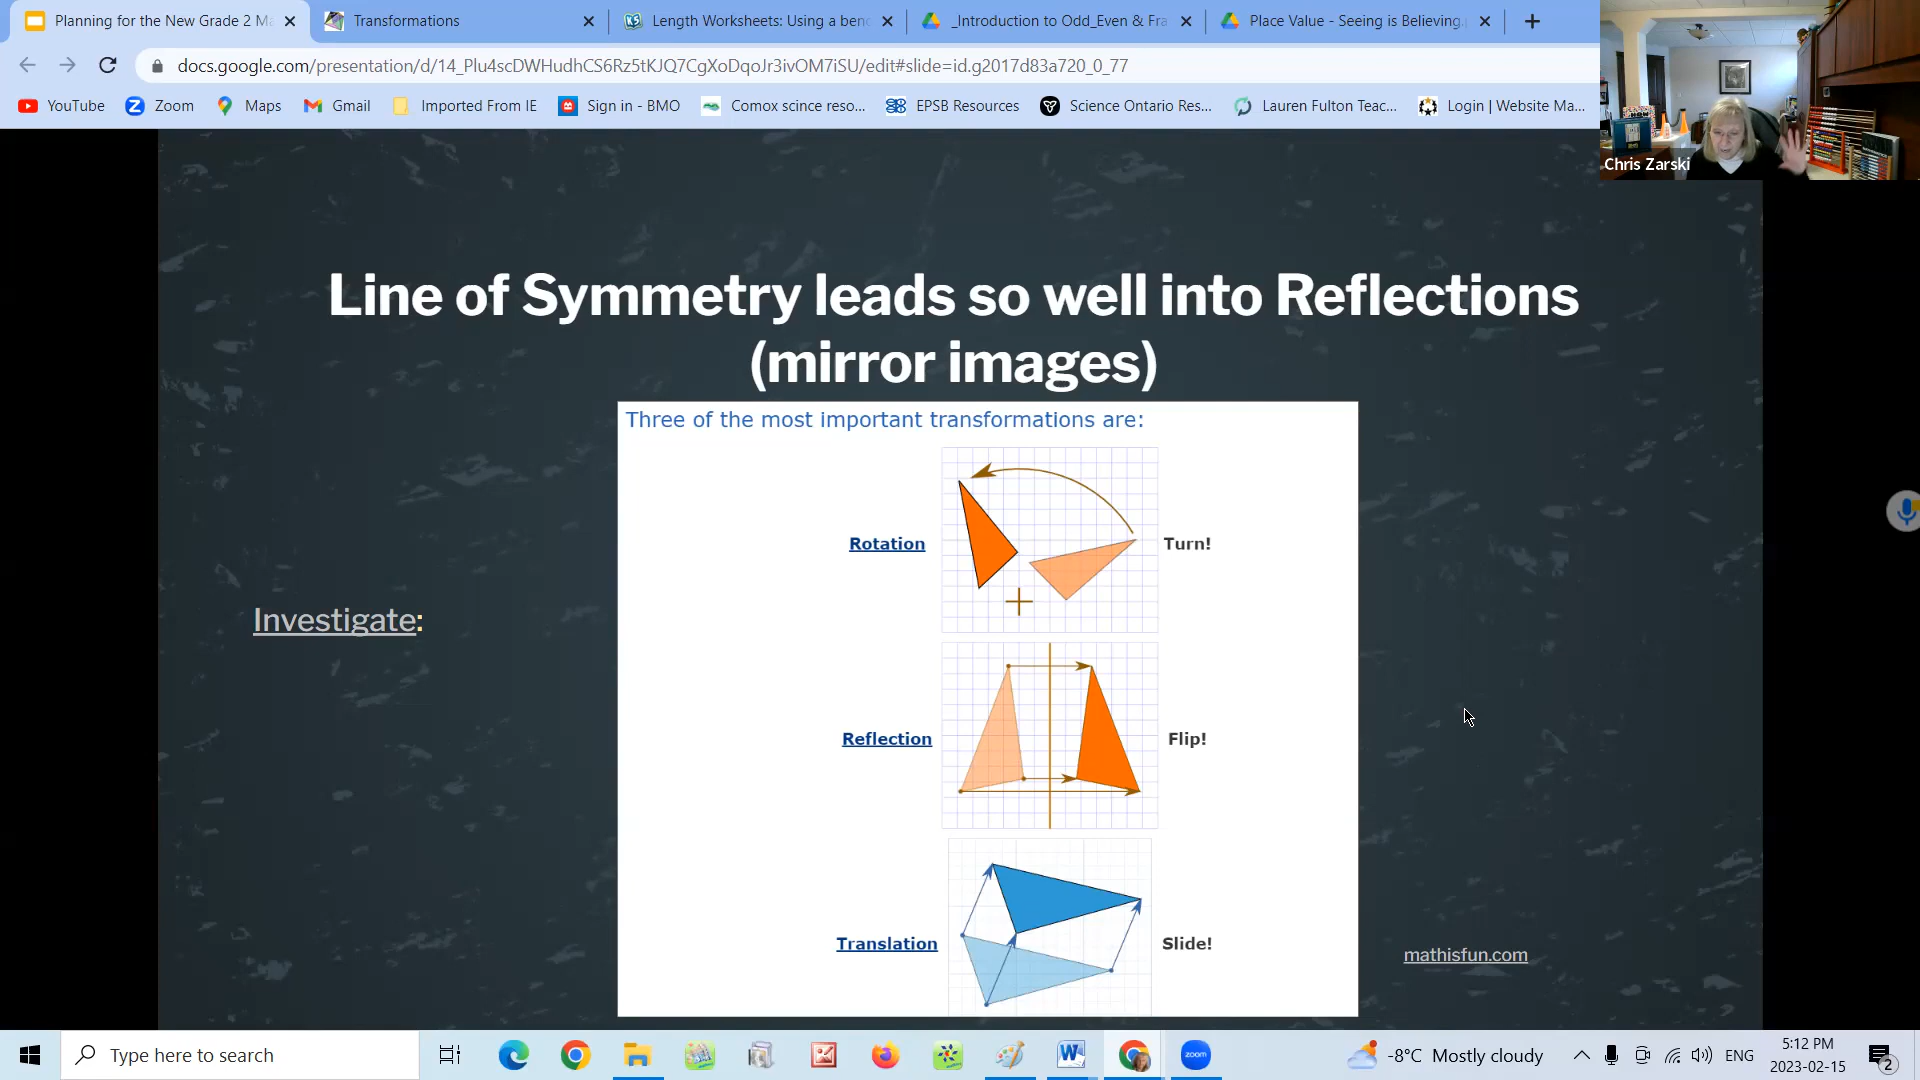 Planning for the New Grade 2 Ma
Transformations
Length Worksheets: Using a benc
_Introduction to Odd_Even & Fra
Place Value - Seeing is Believing.
docs.google.com/presentation/d/14_Plu4scDWHudhCS6Rz5tKJQ7CgXoDqoJr3ivOM7iSU/edit#slide=id.g2017d83a720_0_77
YouTube
Zoom
Maps
Gmail
Imported From IE
Sign in - BMO
Comox scince reso...
EPSB Resources
Science Ontario Res...
Lauren Fulton Teac...
Login | Website Ma...
Chris Zarski
Line of Symmetry leads so well into Reflections
(mirror images)
Three of the most important transformations are:
Rotation
Turn!
Investigate:
Reflection
Flip!
Translation
Slide!
mathisfun.com
Type here to search
zoom
-8°C Mostly cloudy
ENG
5:12 PM
2023-02-15
2